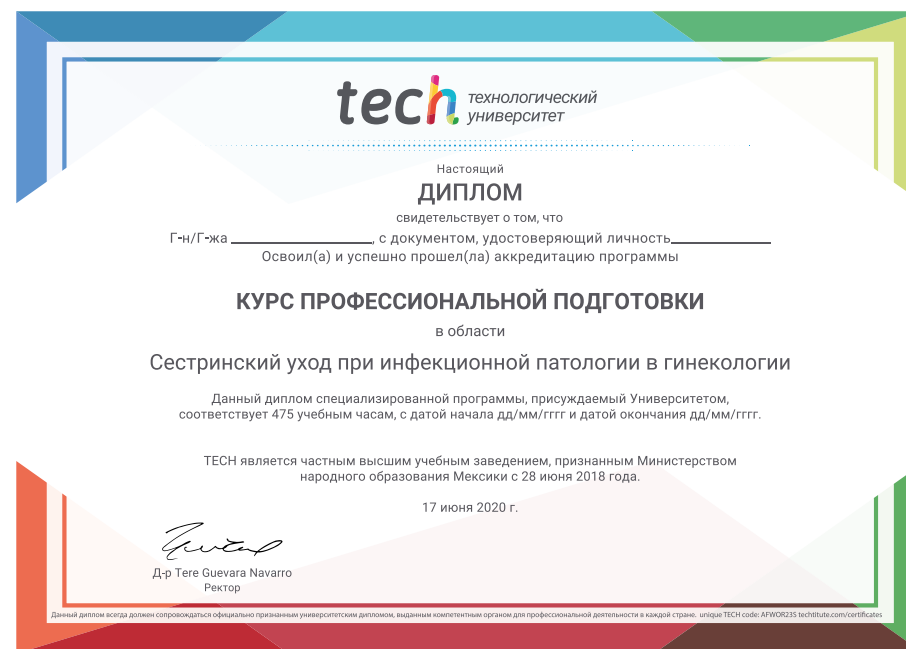 tech технологический
университет
Настоящий
ДИПЛОМ
свидетельствует о том, что
Г-н/Г-жа ____________________, с документом, удостоверяющий личность______________
Освоил(а) и успешно прошел(ла) аккредитацию программы
КУРС ПРОФЕССИОНАЛЬНОЙ ПОДГОТОВКИ
в области
Сестринский уход при инфекционной патологии в гинекологии
Данный диплом специализированной программы, присуждаемый Университетом,
соответствует 475 учебным часам, с датой начала дд/мм/гггг и датой окончания дд/мм/гггг.
TECH является частным высшим учебным заведением, признанным Министерством
народного образования Мексики с 28 июня 2018 года.
17 июня 2020 г.
Д-р Tere Guevara Navarro
Ректор
Данный диплом всегда должен сопровождаться официально признанным университетским дипломом, выданным компетентным органом для профессиональной деятельности в каждой стране. unique TECH code: AFWOR23S techtitute.com/certificates